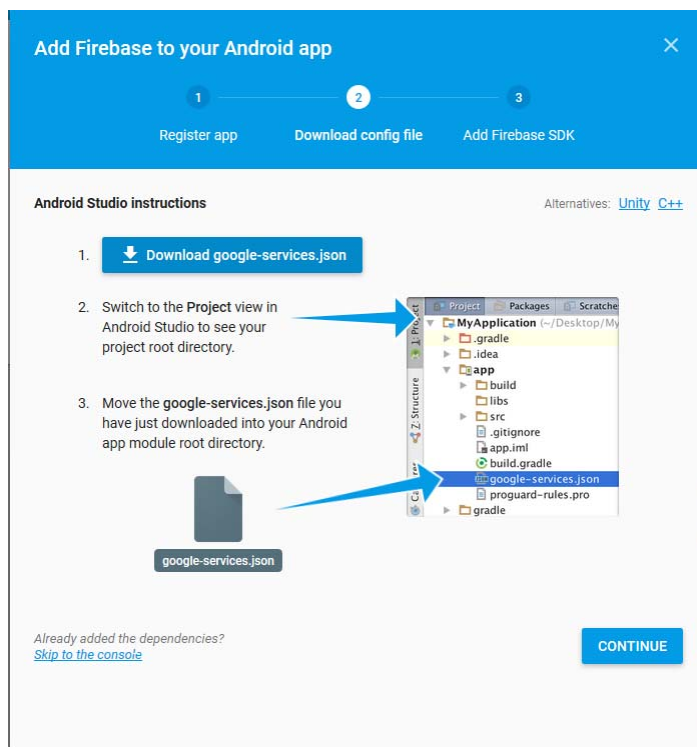 Add Firebase to your Android app
1
2
3
Register app
Download config file
Add Firebase SDK
Android Studio instructions
Alternatives: Unity C++
1. Download google-services.json
2. Switch to the Project view in
Android Studio to see your
project root directory.
3. Move the google-services.json file you
have just downloaded into your Android
app module root directory.
google-services.json
Project Packages Scratche
1: Project
Z: Structure
MyApplication (~/Desktop/My
.gradle
.idea
app
build
libs
src
.gitignore
app.iml
build.gradle
google-services.json
proguard-rules.pro
gradle
Already added the dependencies?
Skip to the console
CONTINUE